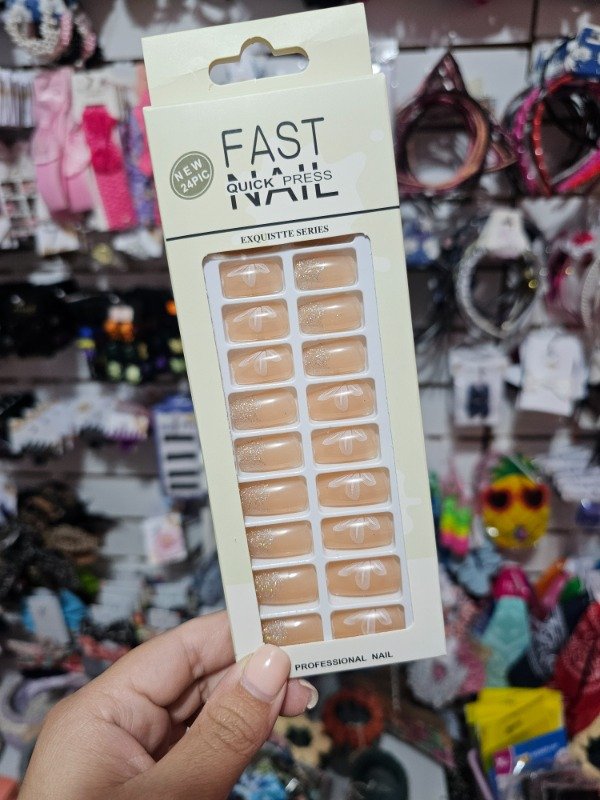 NEW
24PIC
FAST
NAIL
QUICK PRESS
EXQUISTTE SERIES
PROFESSIONAL NAIL